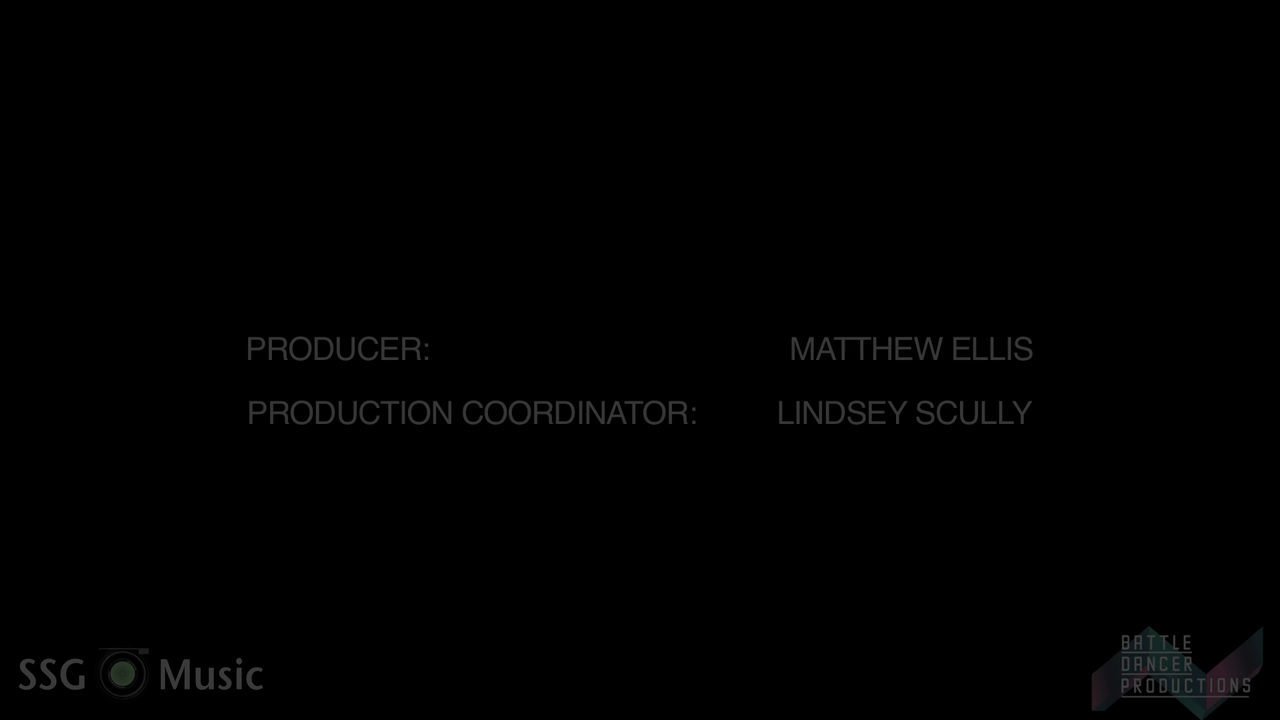 PRODUCER: MATTHEW ELLIS
PRODUCTION COORDINATOR: LINDSEY SCULLY
SSG Music
BATTLE
DANCER
PRODUCTIONS